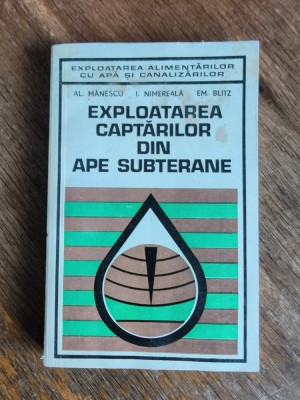 EXPLOATAREA ALIMENTĂRILOR
CU APĂ ȘI CANALIZĂRILOR
AL. MĂNESCU I. NIMEREALĂ EM. BLITZ
EXPLOATAREA
CAPTĂRILOR
DIN
APE SUBTERANE